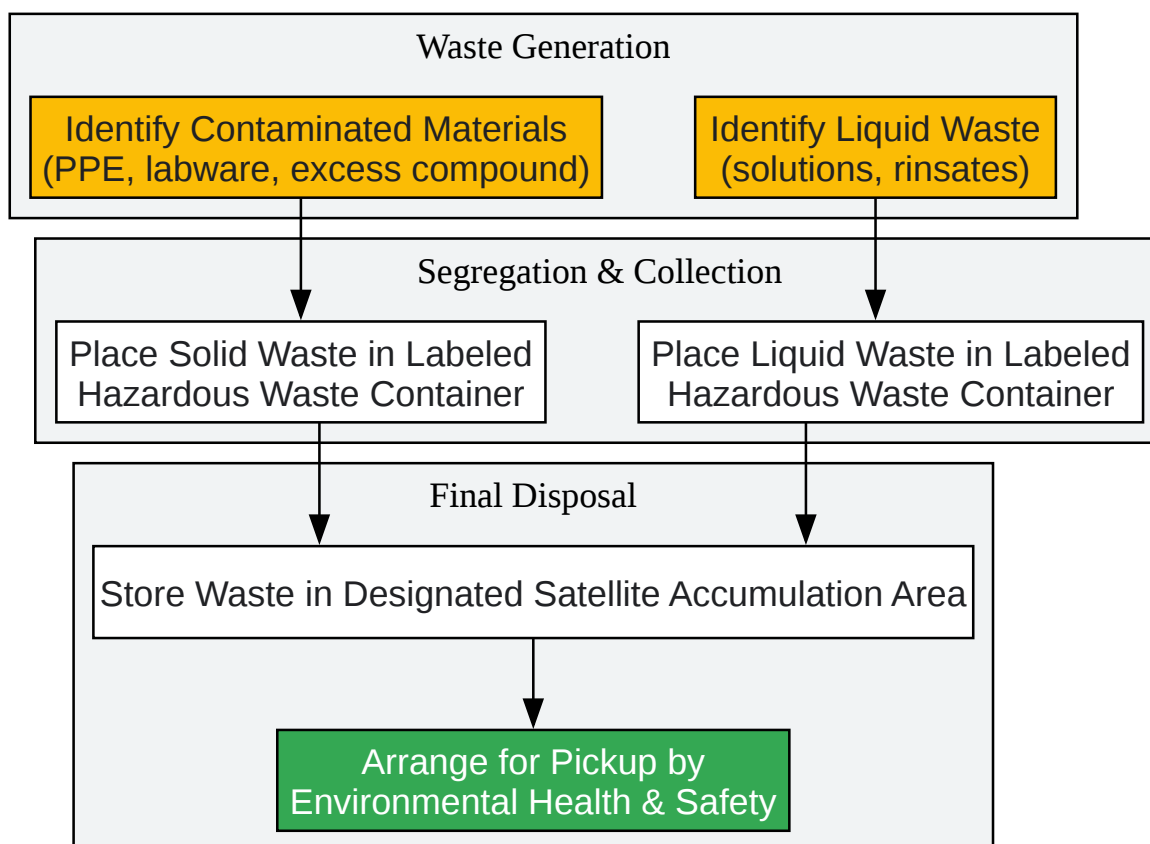 Waste Generation
Identify Contaminated Materials
(PPE, labware, excess compound)
Identify Liquid Waste
(solutions, rinsates)
Segregation & Collection
Place Solid Waste in Labeled
Hazardous Waste Container
Place Liquid Waste in Labeled
Hazardous Waste Container
Final Disposal
Store Waste in Designated Satellite Accumulation Area
Arrange for Pickup by
Environmental Health & Safety